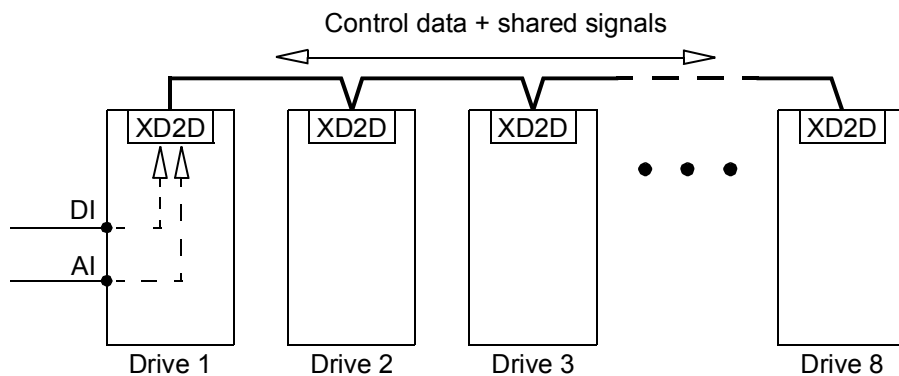 Control data + shared signals
XD2D XD2D XD2D XD2D
DI
AI
Drive 1 Drive 2 Drive 3 Drive 8